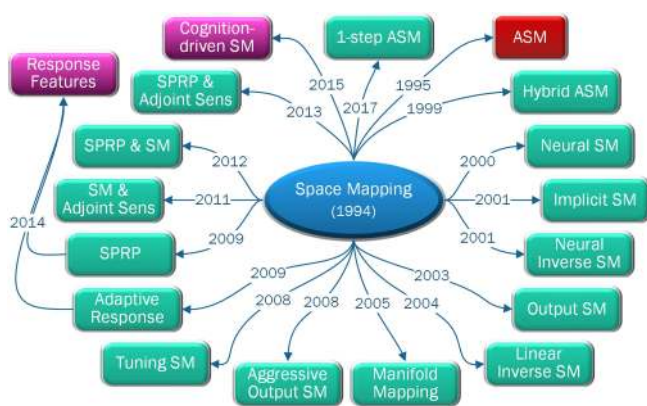 Cognition-
driven SM
1-step ASM
ASM
Response
Features
SPRP &
Adjoint Sens
2015
2017
1995
1999
Hybrid ASM
2013
SPRP & SM
2012
2000
Neural SM
Space Mapping
(1994)
SM &
Adjoint Sens
2011
2001
Implicit SM
2014
SPRP
2009
2001
Neural
Inverse SM
Adaptive
Response
2009
2008
2008
2005
2004
2003
Output SM
Tuning SM
Aggressive
Output SM
Manifold
Mapping
Linear
Inverse SM